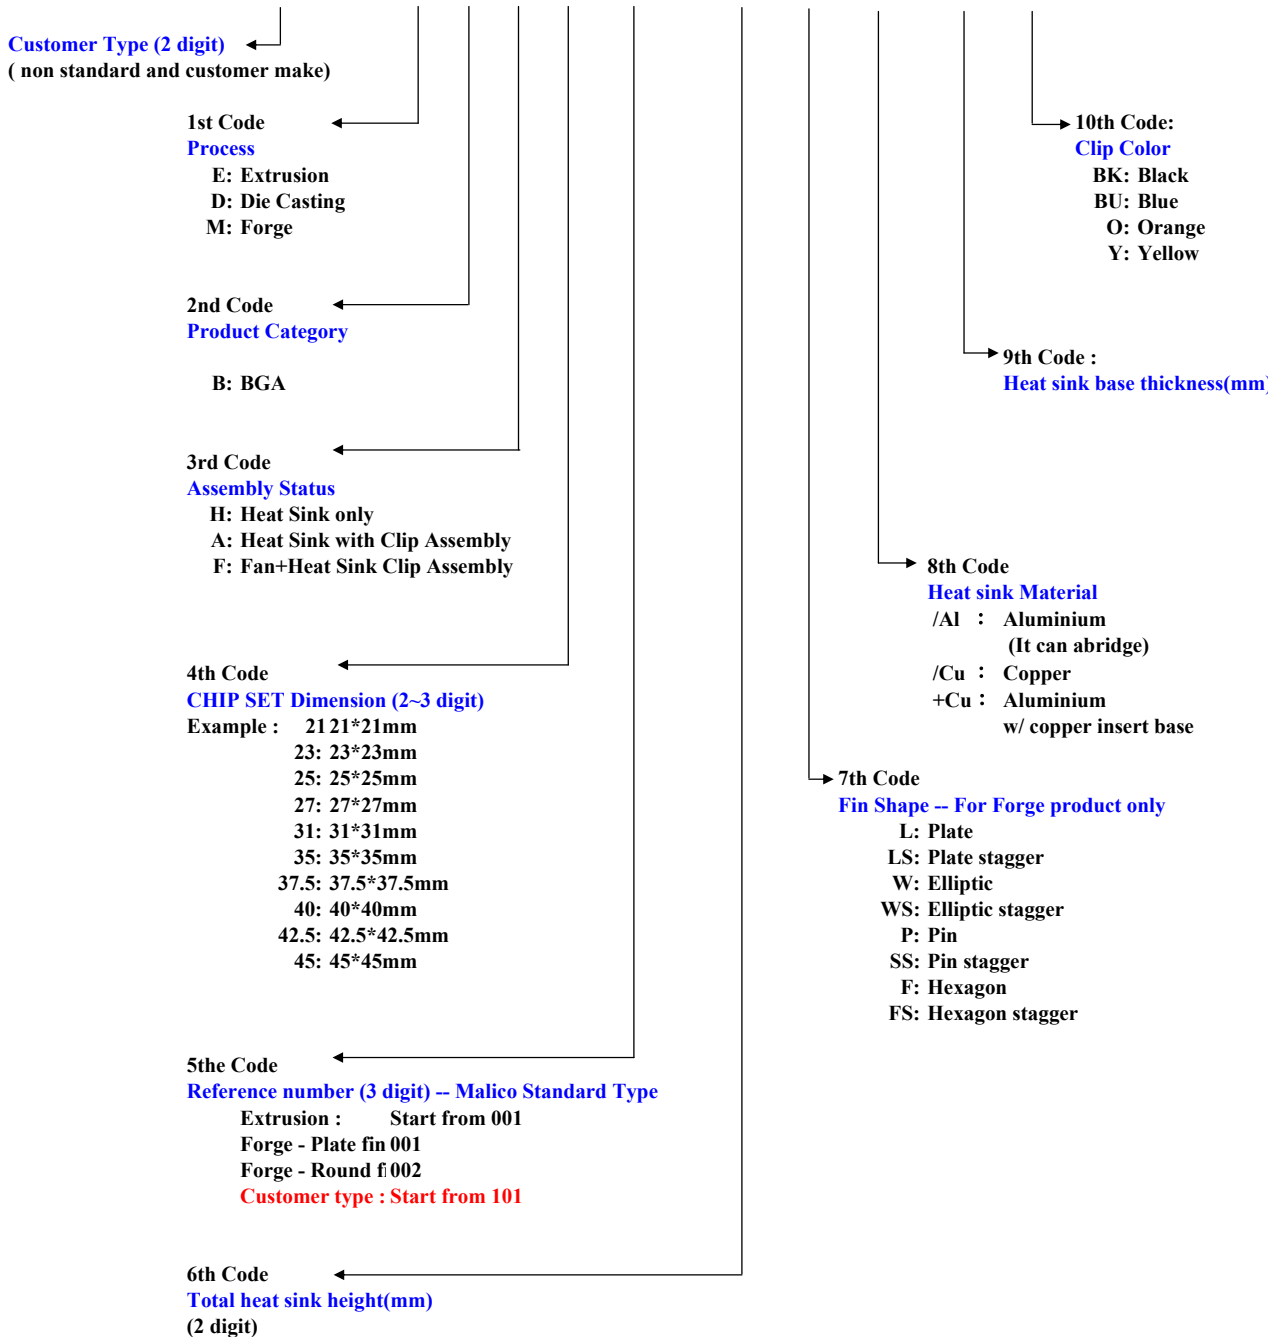 Customer Type (2 digit)
( non standard and customer make)
1st Code
Process
E: Extrusion
D: Die Casting
M: Forge
2nd Code
Product Category
B: BGA
3rd Code
Assembly Status
H: Heat Sink only
A: Heat Sink with Clip Assembly
F: Fan+Heat Sink Clip Assembly
4th Code
CHIP SET Dimension (2~3 digit)
Example : 21 21*21mm
23: 23*23mm
25: 25*25mm
27: 27*27mm
31: 31*31mm
35: 35*35mm
37.5: 37.5*37.5mm
40: 40*40mm
42.5: 42.5*42.5mm
45: 45*45mm
5the Code
Reference number (3 digit) -- Malico Standard Type
Extrusion : Start from 001
Forge - Plate fin 001
Forge - Round fi 002
Customer type : Start from 101
6th Code
Total heat sink height(mm)
(2 digit)
10th Code:
Clip Color
BK: Black
BU: Blue
O: Orange
Y: Yellow
9th Code :
Heat sink base thickness(mm)
8th Code
Heat sink Material
/Al : Aluminium
(It can abridge)
/Cu : Copper
+Cu : Aluminium
w/ copper insert base
7th Code
Fin Shape -- For Forge product only
L: Plate
LS: Plate stagger
W: Elliptic
WS: Elliptic stagger
P: Pin
SS: Pin stagger
F: Hexagon
FS: Hexagon stagger